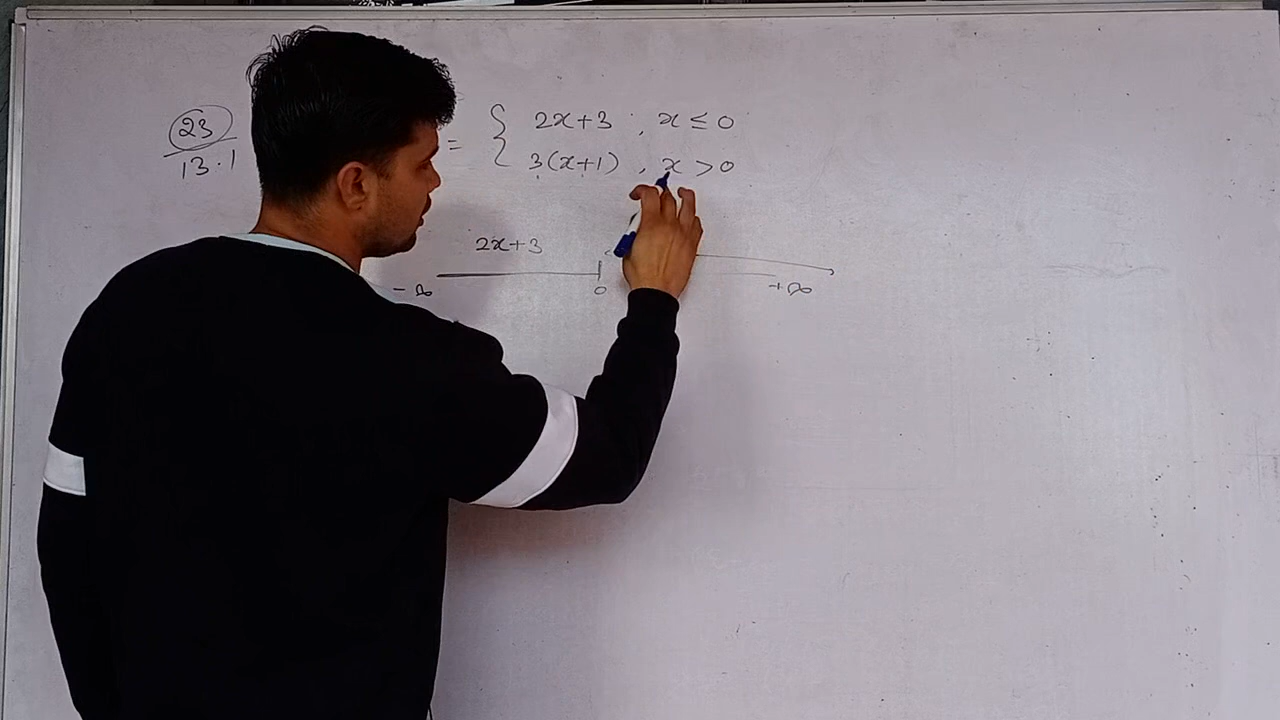 23
13.1
= { 2x+3 , x ≤ 0
3(x+1) , x > 0
2x+3
-∞ 0 +∞